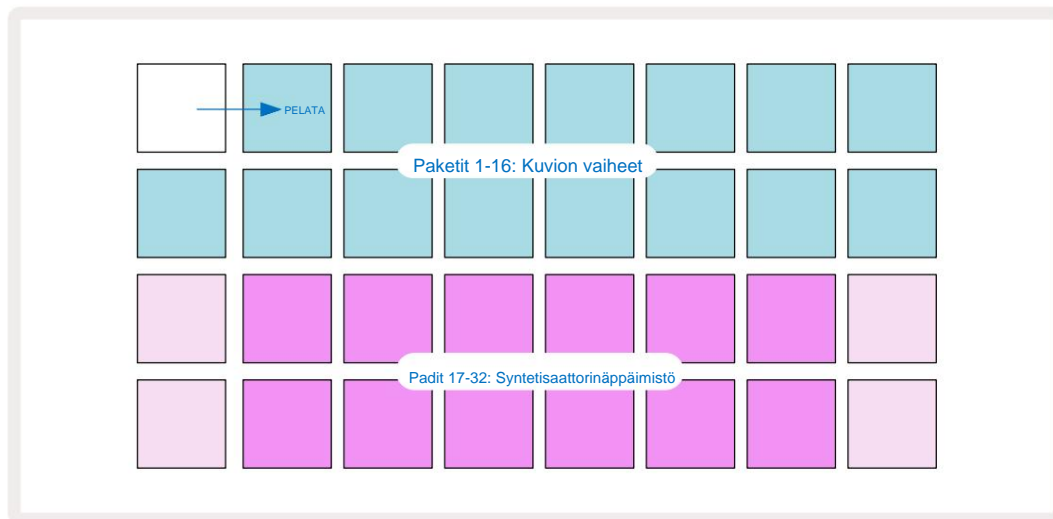 PELATA
Paketit 1-16: Kuvion vaiheet
Padit 17-32: Syntetisaattorinäppäimistö